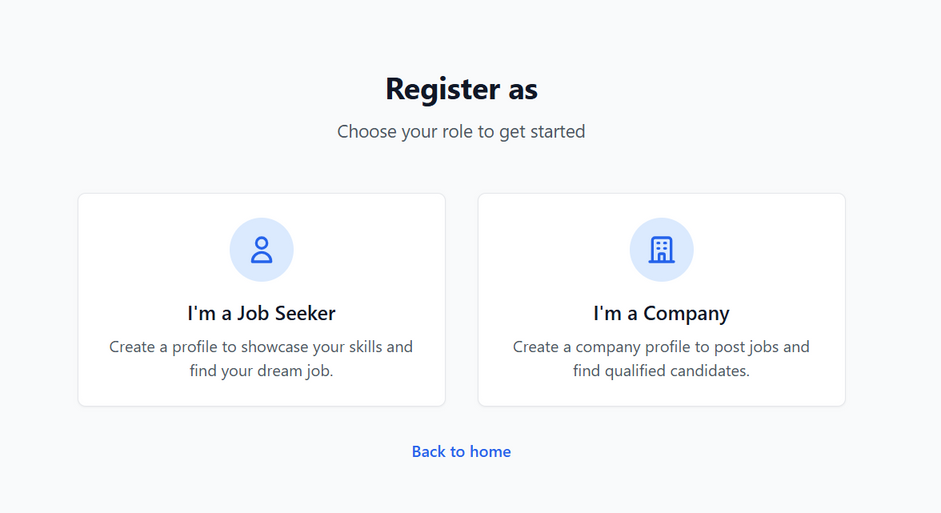 Register as
Choose your role to get started
I'm a Job Seeker
Create a profile to showcase your skills and
find your dream job.
I'm a Company
Create a company profile to post jobs and
find qualified candidates.
Back to home